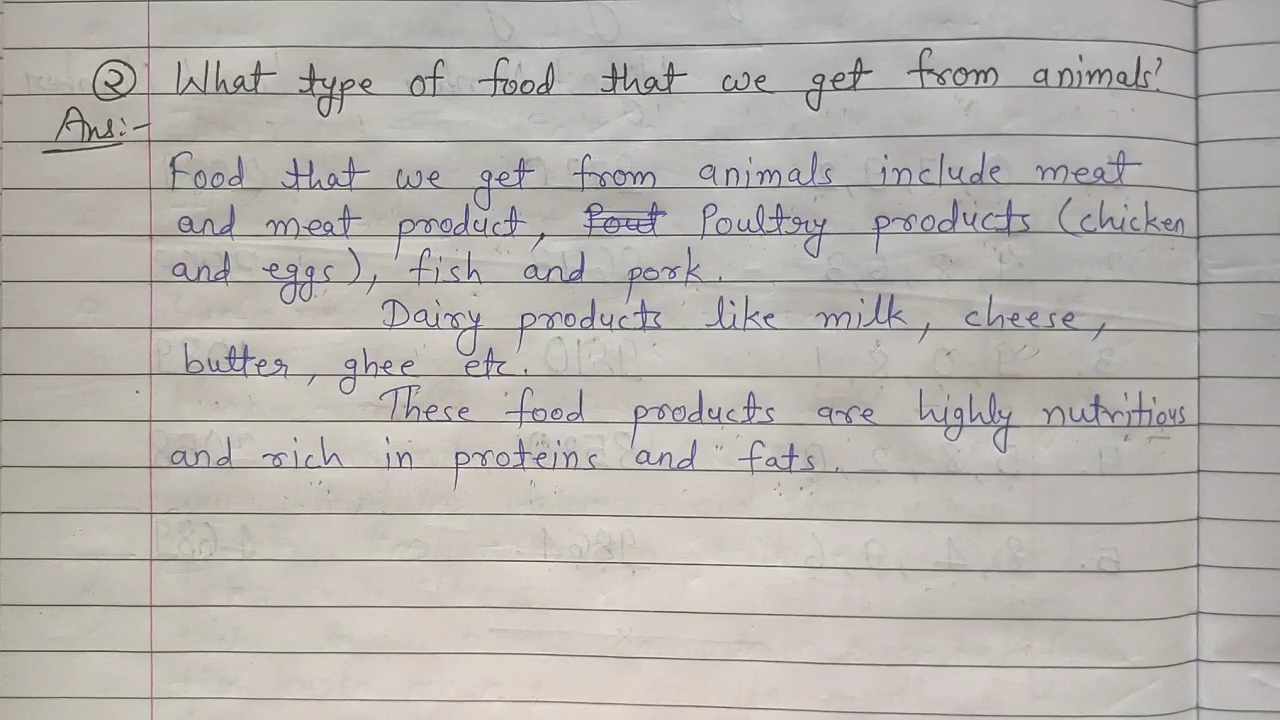 ② What type of food that we get from animals?
Ans:-
Food that we get from animals include meat
and meat product, Poultry products (chicken
and eggs), fish and pork.
Dairy products like milk, cheese,
butter, ghee etc.
These food products are highly nutritious
and rich in proteins and fats.